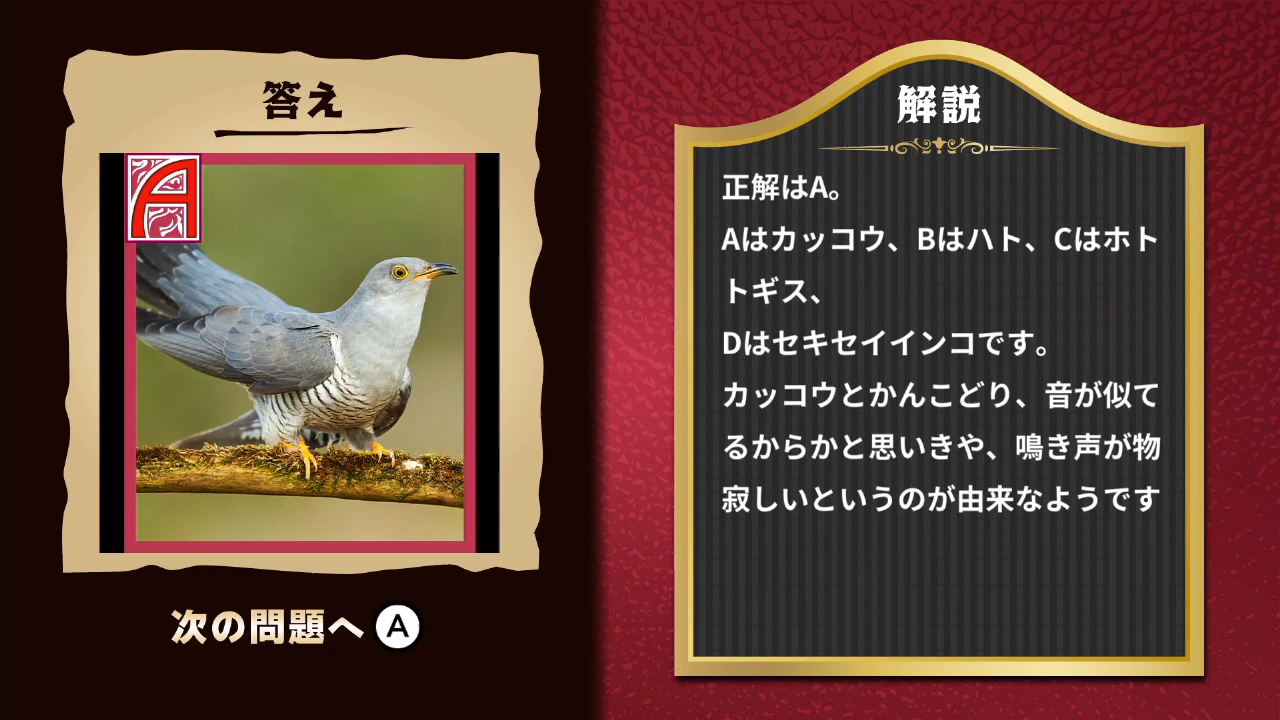 答え
A
次の問題へ A
解説
正解はA。
Aはカッコウ、Bはハト、Cはホト
トギス、
Dはセキセイインコです。
カッコウとかんこどり、音が似て
るからかと思いきや、鳴き声が物
寂しいというのが由来なようです